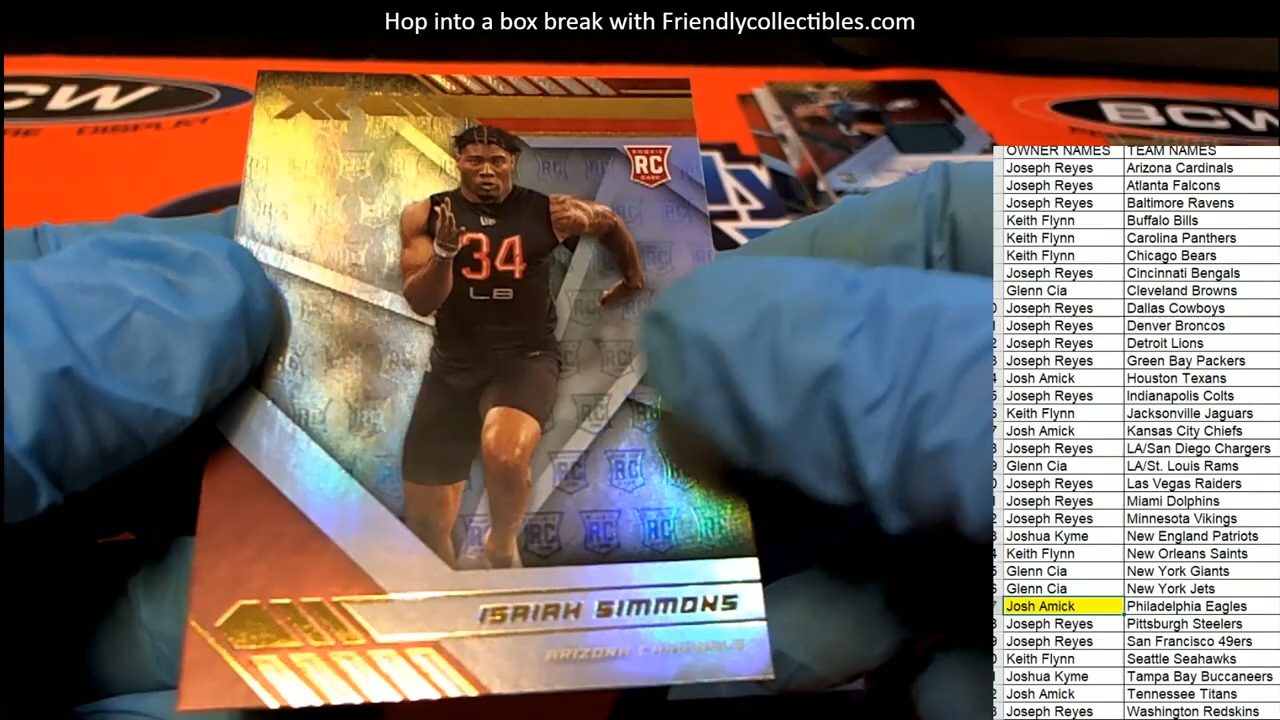 Hop into a box break with Friendlycollectibles.com
CW
DISPLAY
BCW
XR
ROOKIE
RC
CARD
34
LB
ISAIAH SIMMONS
ARIZONA CARDINALS
OWNER NAMES TEAM NAMES
Joseph Reyes Arizona Cardinals
Joseph Reyes Atlanta Falcons
Joseph Reyes Baltimore Ravens
Keith Flynn Buffalo Bills
Keith Flynn Carolina Panthers
Keith Flynn Chicago Bears
Joseph Reyes Cincinnati Bengals
Glenn Cia Cleveland Browns
Joseph Reyes Dallas Cowboys
Joseph Reyes Denver Broncos
Joseph Reyes Detroit Lions
Joseph Reyes Green Bay Packers
Josh Amick Houston Texans
Joseph Reyes Indianapolis Colts
Keith Flynn Jacksonville Jaguars
Josh Amick Kansas City Chiefs
Joseph Reyes LA/San Diego Chargers
Glenn Cia LA/St. Louis Rams
Joseph Reyes Las Vegas Raiders
Joseph Reyes Miami Dolphins
Joseph Reyes Minnesota Vikings
Joshua Kyme New England Patriots
Keith Flynn New Orleans Saints
Glenn Cia New York Giants
Glenn Cia New York Jets
Josh Amick Philadelphia Eagles
Joseph Reyes Pittsburgh Steelers
Joseph Reyes San Francisco 49ers
Keith Flynn Seattle Seahawks
Joshua Kyme Tampa Bay Buccaneers
Josh Amick Tennessee Titans
Joseph Reyes Washington Redskins